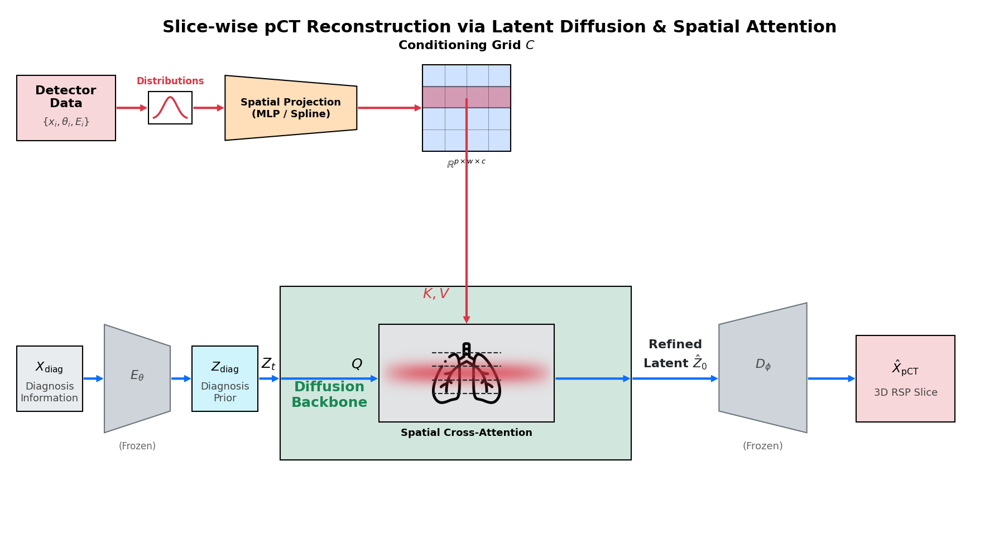 Slice-wise pCT Reconstruction via Latent Diffusion & Spatial Attention
Conditioning Grid C
Detector
Data
{x_i, θ_i, E_i}
Distributions
Spatial Projection
(MLP / Spline)
ℝ^{p×w×c}
K, V
X_diag
Diagnosis
Information
E_θ
(Frozen)
Z_diag
Diagnosis
Prior
Z_t
Q
Diffusion
Backbone
Spatial Cross-Attention
Refined
Latent Ẑ_0
D_ϕ
(Frozen)
X̂_pCT
3D RSP Slice